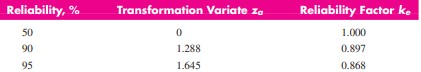 Reliability, % Transformation Variate zₐ Reliability Factor kₑ
50 0 1.000
90 1.288 0.897
95 1.645 0.868